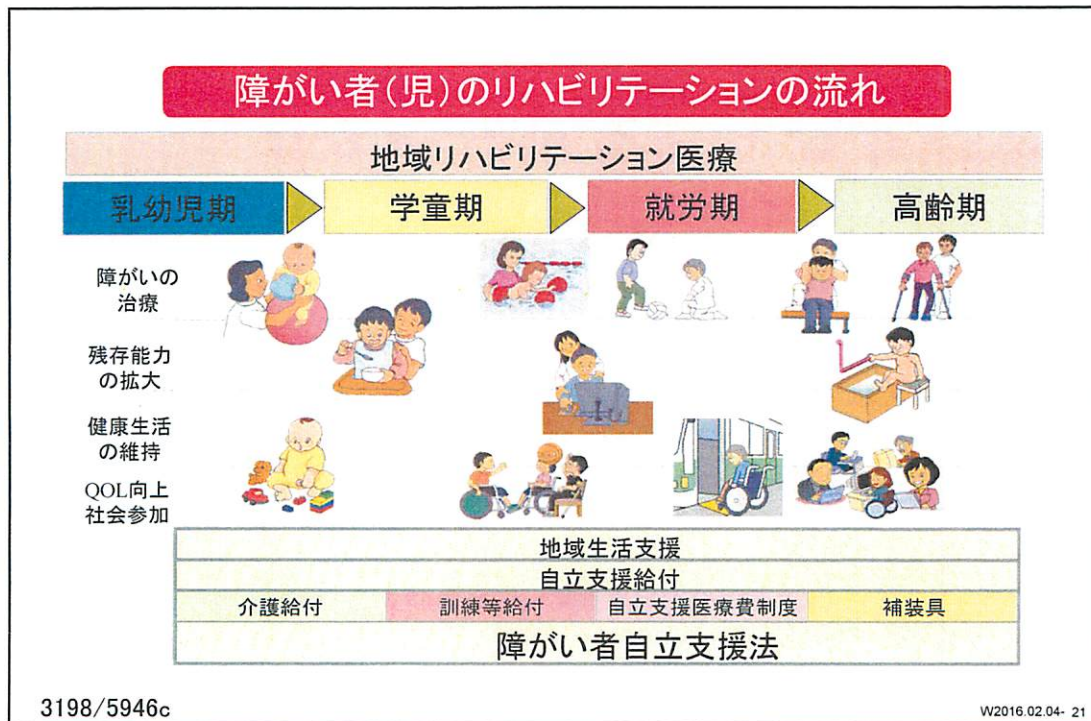 障がい者(児)のリハビリテーションの流れ
地域リハビリテーション医療
乳幼児期
学童期
就労期
高齢期
障がいの
治療
残存能力
の拡大
健康生活
の維持
QOL向上
社会参加
地域生活支援
自立支援給付
介護給付
訓練等給付
自立支援医療費制度
補装具
障がい者自立支援法
3198/5946c
W2016.02.04- 21